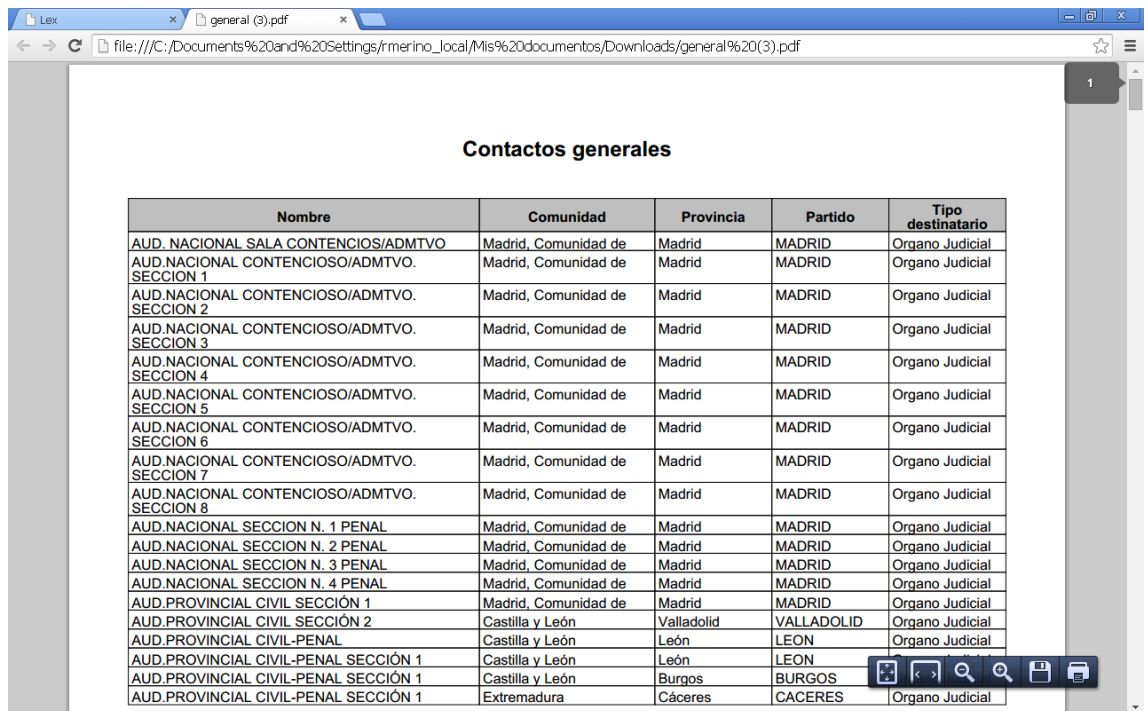 Lex
general (3).pdf
file:///C:/Documents%20and%20Settings/rmerino_local/Mis%20documentos/Downloads/general%20(3).pdf
1
Contactos generales
Nombre Comunidad Provincia Partido Tipo destinatario
AUD. NACIONAL SALA CONTENCIOS/ADMTVO Madrid, Comunidad de Madrid MADRID Organo Judicial
AUD.NACIONAL CONTENCIOSO/ADMTVO. Madrid, Comunidad de Madrid MADRID Organo Judicial
SECCION 1
AUD.NACIONAL CONTENCIOSO/ADMTVO. Madrid, Comunidad de Madrid MADRID Organo Judicial
SECCION 2
AUD.NACIONAL CONTENCIOSO/ADMTVO. Madrid, Comunidad de Madrid MADRID Organo Judicial
SECCION 3
AUD.NACIONAL CONTENCIOSO/ADMTVO. Madrid, Comunidad de Madrid MADRID Organo Judicial
SECCION 4
AUD.NACIONAL CONTENCIOSO/ADMTVO. Madrid, Comunidad de Madrid MADRID Organo Judicial
SECCION 5
AUD.NACIONAL CONTENCIOSO/ADMTVO. Madrid, Comunidad de Madrid MADRID Organo Judicial
SECCION 6
AUD.NACIONAL CONTENCIOSO/ADMTVO. Madrid, Comunidad de Madrid MADRID Organo Judicial
SECCION 7
AUD.NACIONAL CONTENCIOSO/ADMTVO. Madrid, Comunidad de Madrid MADRID Organo Judicial
SECCION 8
AUD.NACIONAL SECCION N. 1 PENAL Madrid, Comunidad de Madrid MADRID Organo Judicial
AUD.NACIONAL SECCION N. 2 PENAL Madrid, Comunidad de Madrid MADRID Organo Judicial
AUD.NACIONAL SECCION N. 3 PENAL Madrid, Comunidad de Madrid MADRID Organo Judicial
AUD.NACIONAL SECCION N. 4 PENAL Madrid, Comunidad de Madrid MADRID Organo Judicial
AUD.PROVINCIAL CIVIL SECCIÓN 1 Madrid, Comunidad de Madrid MADRID Organo Judicial
AUD.PROVINCIAL CIVIL SECCIÓN 2 Castilla y León Valladolid VALLADOLID Organo Judicial
AUD.PROVINCIAL CIVIL-PENAL Castilla y León León LEON Organo Judicial
AUD.PROVINCIAL CIVIL-PENAL SECCIÓN 1 Castilla y León León LEON
AUD.PROVINCIAL CIVIL-PENAL SECCIÓN 1 Castilla y León Burgos BURGOS
AUD.PROVINCIAL CIVIL-PENAL SECCIÓN 1 Extremadura Cáceres CACERES Organo Judicial